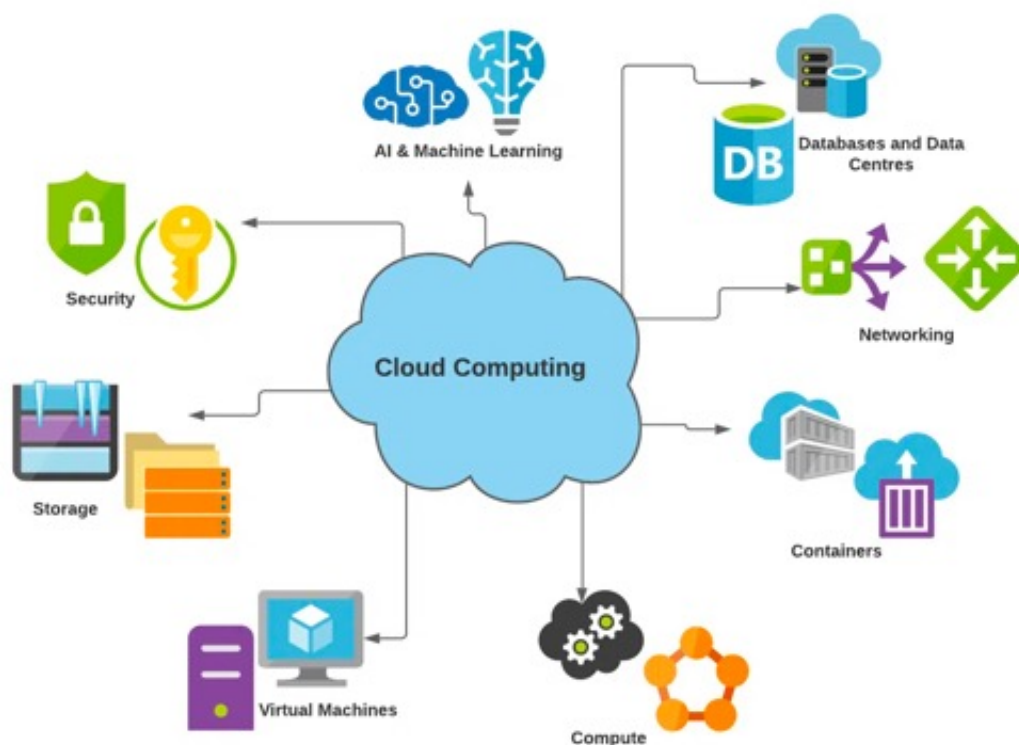 AI & Machine Learning
Databases and Data
Centres
DB
Security
Networking
Cloud Computing
Storage
Containers
Virtual Machines
Compute